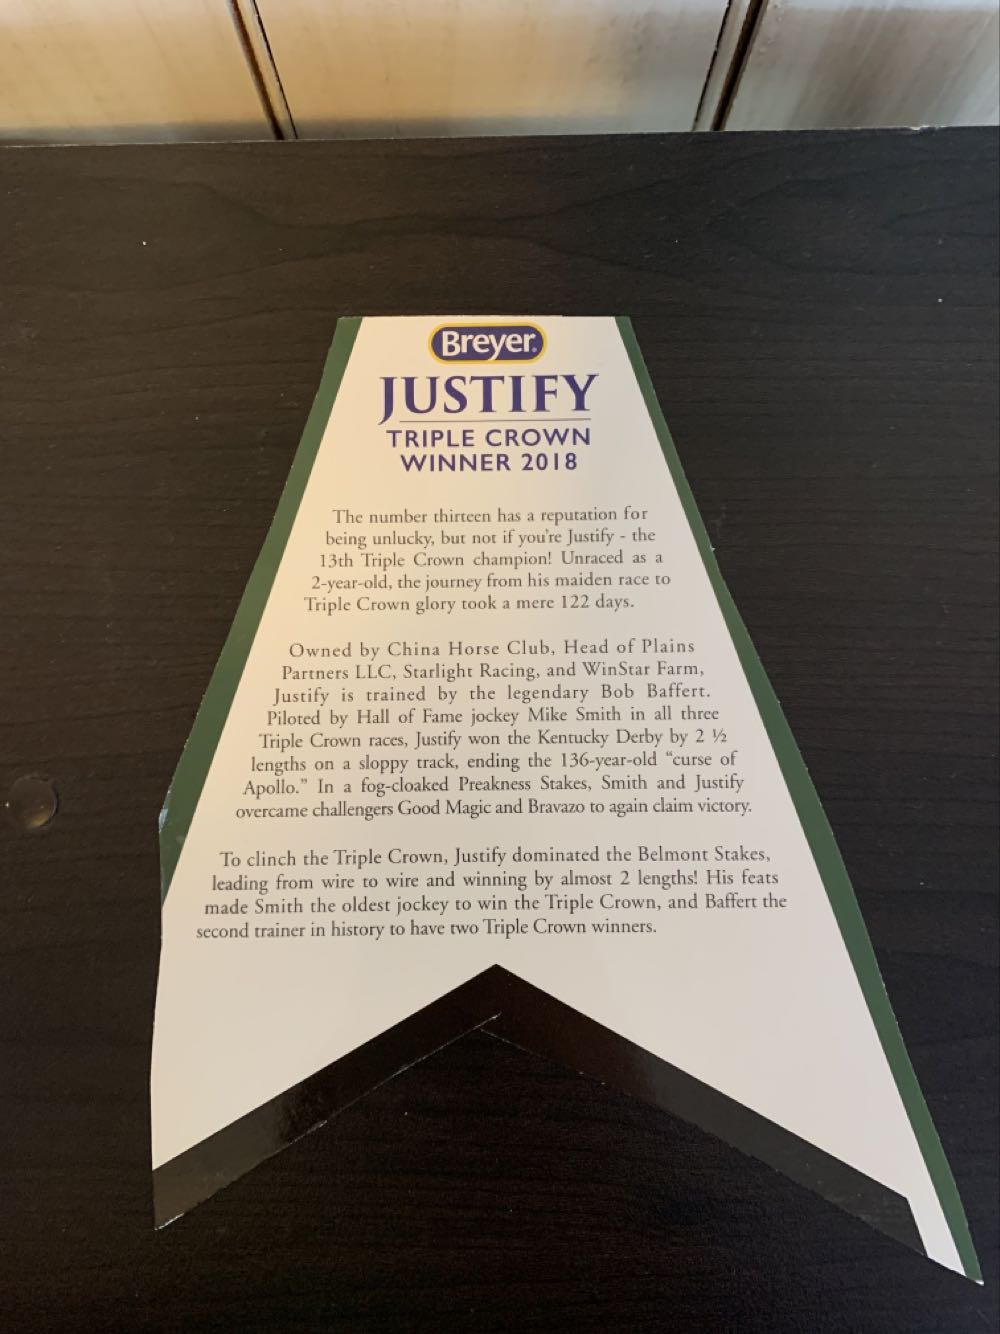 Breyer®
JUSTIFY
TRIPLE CROWN
WINNER 2018
The number thirteen has a reputation for
being unlucky, but not if you're Justify - the
13th Triple Crown champion! Unraced as a
2-year-old, the journey from his maiden race to
Triple Crown glory took a mere 122 days.
Owned by China Horse Club, Head of Plains
Partners LLC, Starlight Racing, and WinStar Farm,
Justify is trained by the legendary Bob Baffert.
Piloted by Hall of Fame jockey Mike Smith in all three
Triple Crown races, Justify won the Kentucky Derby by 2 ½
lengths on a sloppy track, ending the 136-year-old “curse of
Apollo.” In a fog-cloaked Preakness Stakes, Smith and Justify
overcame challengers Good Magic and Bravazo to again claim victory.
To clinch the Triple Crown, Justify dominated the Belmont Stakes,
leading from wire to wire and winning by almost 2 lengths! His feats
made Smith the oldest jockey to win the Triple Crown, and Baffert the
second trainer in history to have two Triple Crown winners.